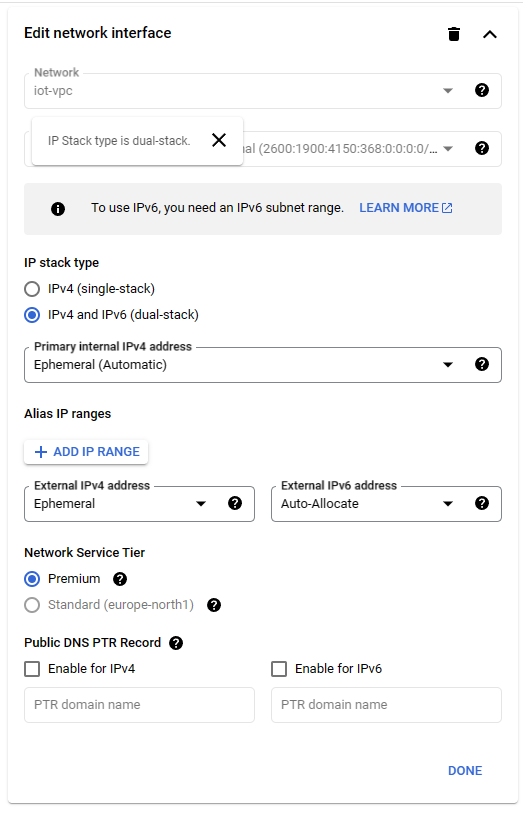 Edit network interface
Network
iot-vpc
IP Stack type is dual-stack.
al (2600:1900:4150:368:0:0:0:0/...
To use IPv6, you need an IPv6 subnet range. LEARN MORE
IP stack type
IPv4 (single-stack)
IPv4 and IPv6 (dual-stack)
Primary internal IPv4 address
Ephemeral (Automatic)
Alias IP ranges
+ ADD IP RANGE
External IPv4 address External IPv6 address
Ephemeral Auto-Allocate
Network Service Tier
Premium
Standard (europe-north1)
Public DNS PTR Record
Enable for IPv4 Enable for IPv6
PTR domain name PTR domain name
DONE